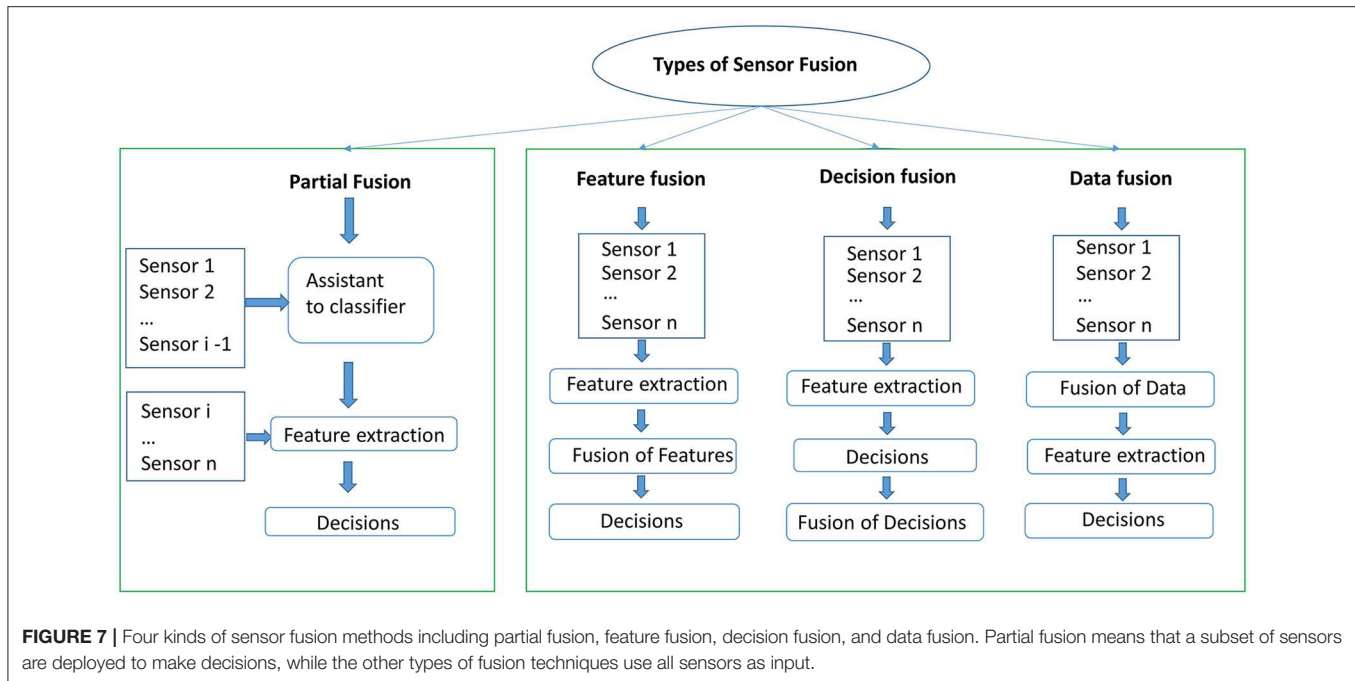 Types of Sensor Fusion
Partial Fusion
Sensor 1
Sensor 2
...
Sensor i -1
Assistant
to classifier
Sensor i
...
Sensor n
Feature extraction
Decisions
Feature fusion
Sensor 1
Sensor 2
...
Sensor n
Feature extraction
Fusion of Features
Decisions
Decision fusion
Sensor 1
Sensor 2
...
Sensor n
Feature extraction
Decisions
Fusion of Decisions
Data fusion
Sensor 1
Sensor 2
...
Sensor n
Fusion of Data
Feature extraction
Decisions
FIGURE 7 | Four kinds of sensor fusion methods including partial fusion, feature fusion, decision fusion, and data fusion. Partial fusion means that a subset of sensors
are deployed to make decisions, while the other types of fusion techniques use all sensors as input.